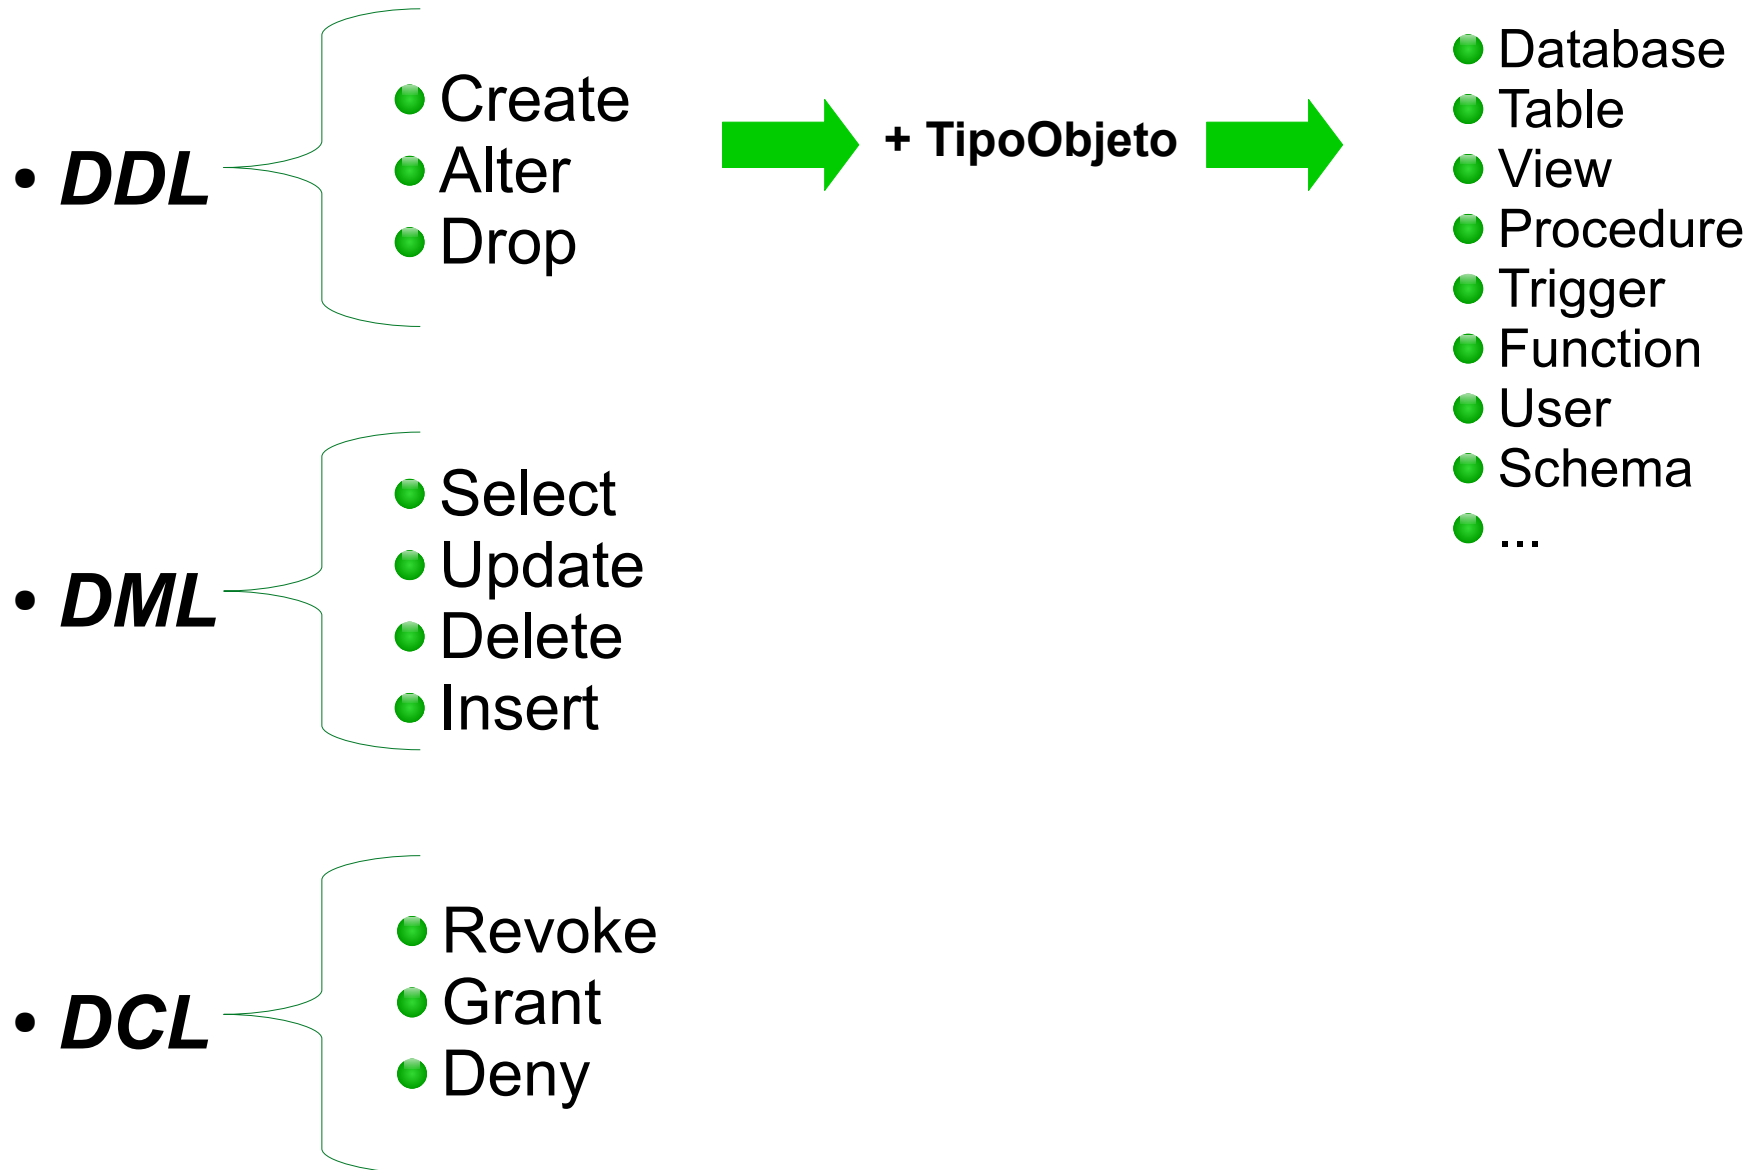 • DDL
Create
Alter
Drop
+ TipoObjeto
Database
Table
View
Procedure
Trigger
Function
User
Schema
...
• DML
Select
Update
Delete
Insert
• DCL
Revoke
Grant
Deny